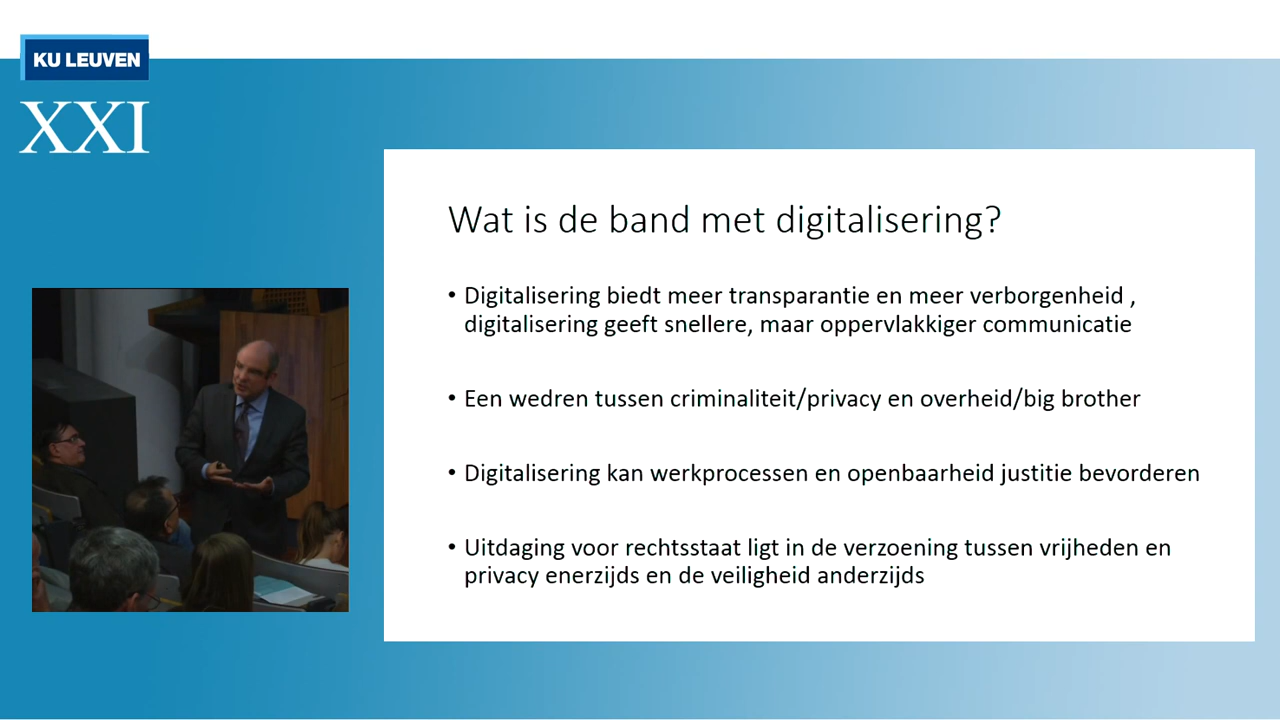 KU LEUVEN
XXI
Wat is de band met digitalisering?
• Digitalisering biedt meer transparantie en meer verborgenheid ,
digitalisering geeft snellere, maar oppervlakkiger communicatie
• Een wedren tussen criminaliteit/privacy en overheid/big brother
• Digitalisering kan werkprocessen en openbaarheid justitie bevorderen
• Uitdaging voor rechtsstaat ligt in de verzoening tussen vrijheden en
privacy enerzijds en de veiligheid anderzijds